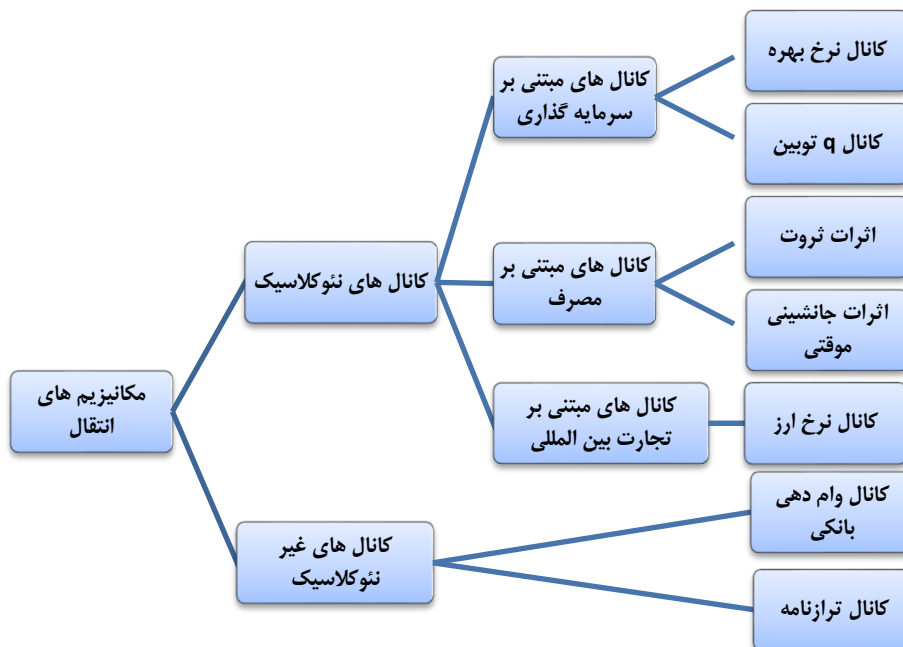 مکانیزم های
انتقال
کانال های نئوکلاسیک
کانال های مبتنی بر
سرمایه گذاری
کانال نرخ بهره
کانال q توبین
کانال های مبتنی بر
مصرف
اثرات ثروت
اثرات جانشینی
موقتی
کانال های مبتنی بر
تجارت بین المللی
کانال نرخ ارز
کانال های غیر
نئوکلاسیک
کانال وام دهی
بانکی
کانال ترازنامه